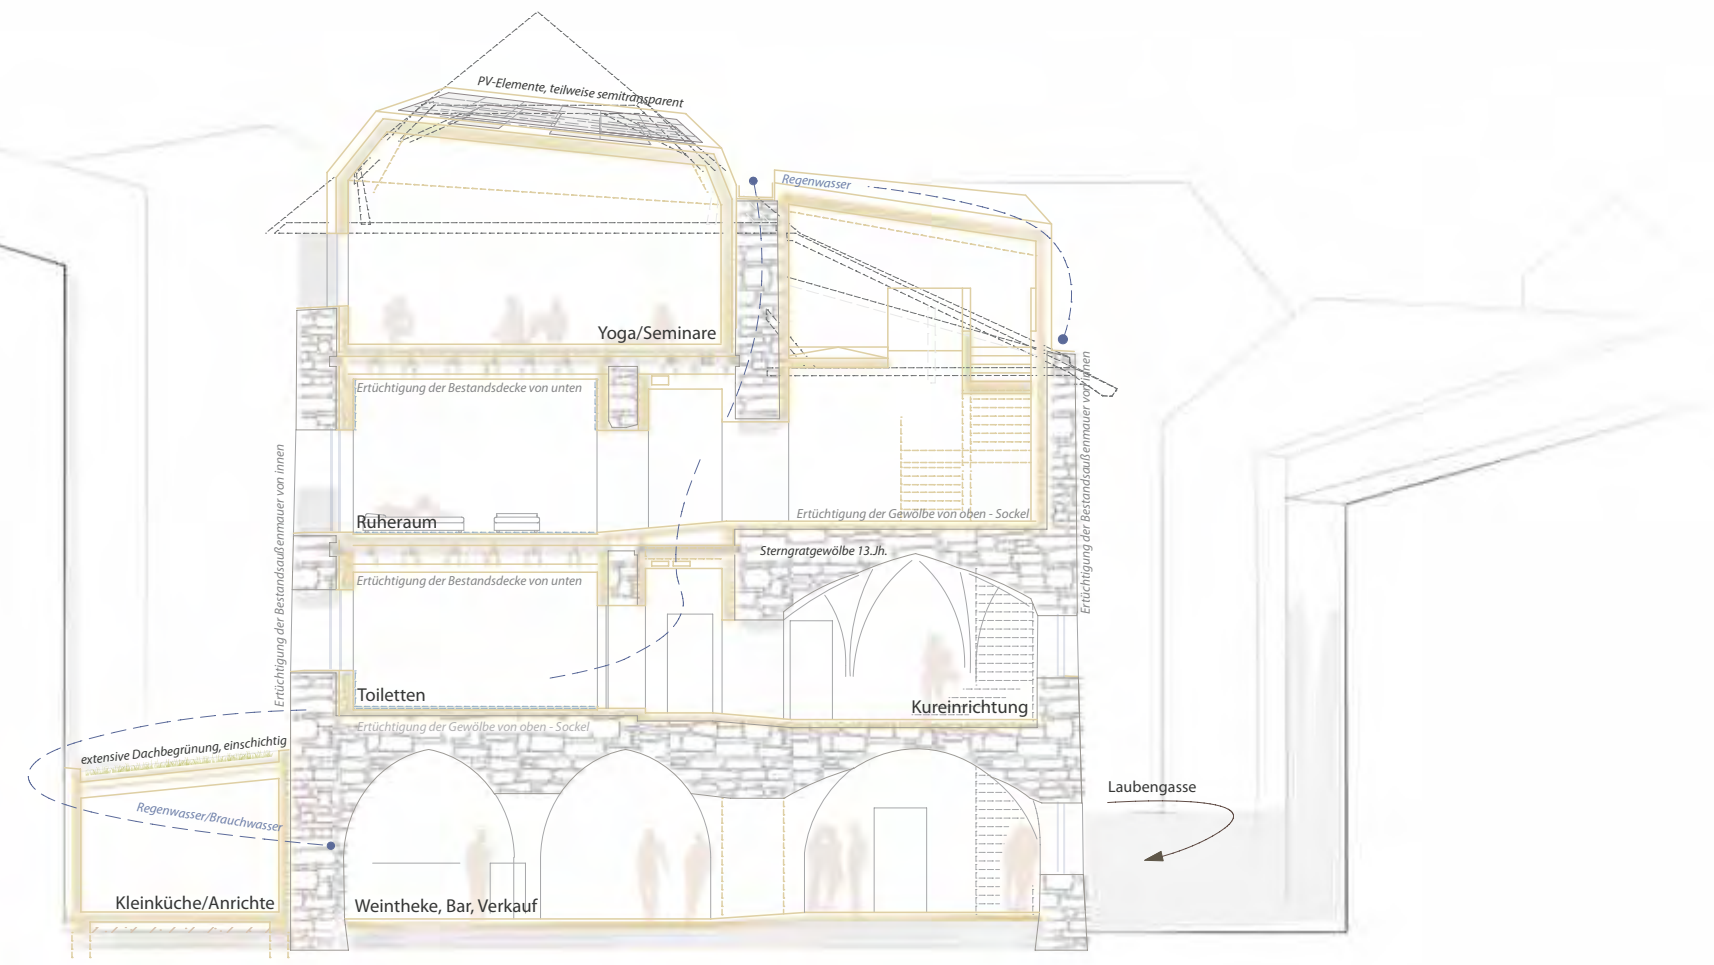 PV-Elemente, teilweise semitransparent
Regenwasser
Yoga/Seminare
Ertüchtigung der Bestandsdecke von unten
Ertüchtigung der Bestandsaußenmauer von innen
Ruheraum
Ertüchtigung der Gewölbe von oben - Sockel
Ertüchtigung der Bestandsaußenmauer von innen
Sterngratgewölbe 13.Jh.
Ertüchtigung der Bestandsdecke von unten
Toiletten
Kureinrichtung
Ertüchtigung der Gewölbe von oben - Sockel
extensive Dachbegrünung, einschichtig
Laubengasse
Regenwasser/Brauchwasser
Kleinküche/Anrichte
Weintheke, Bar, Verkauf